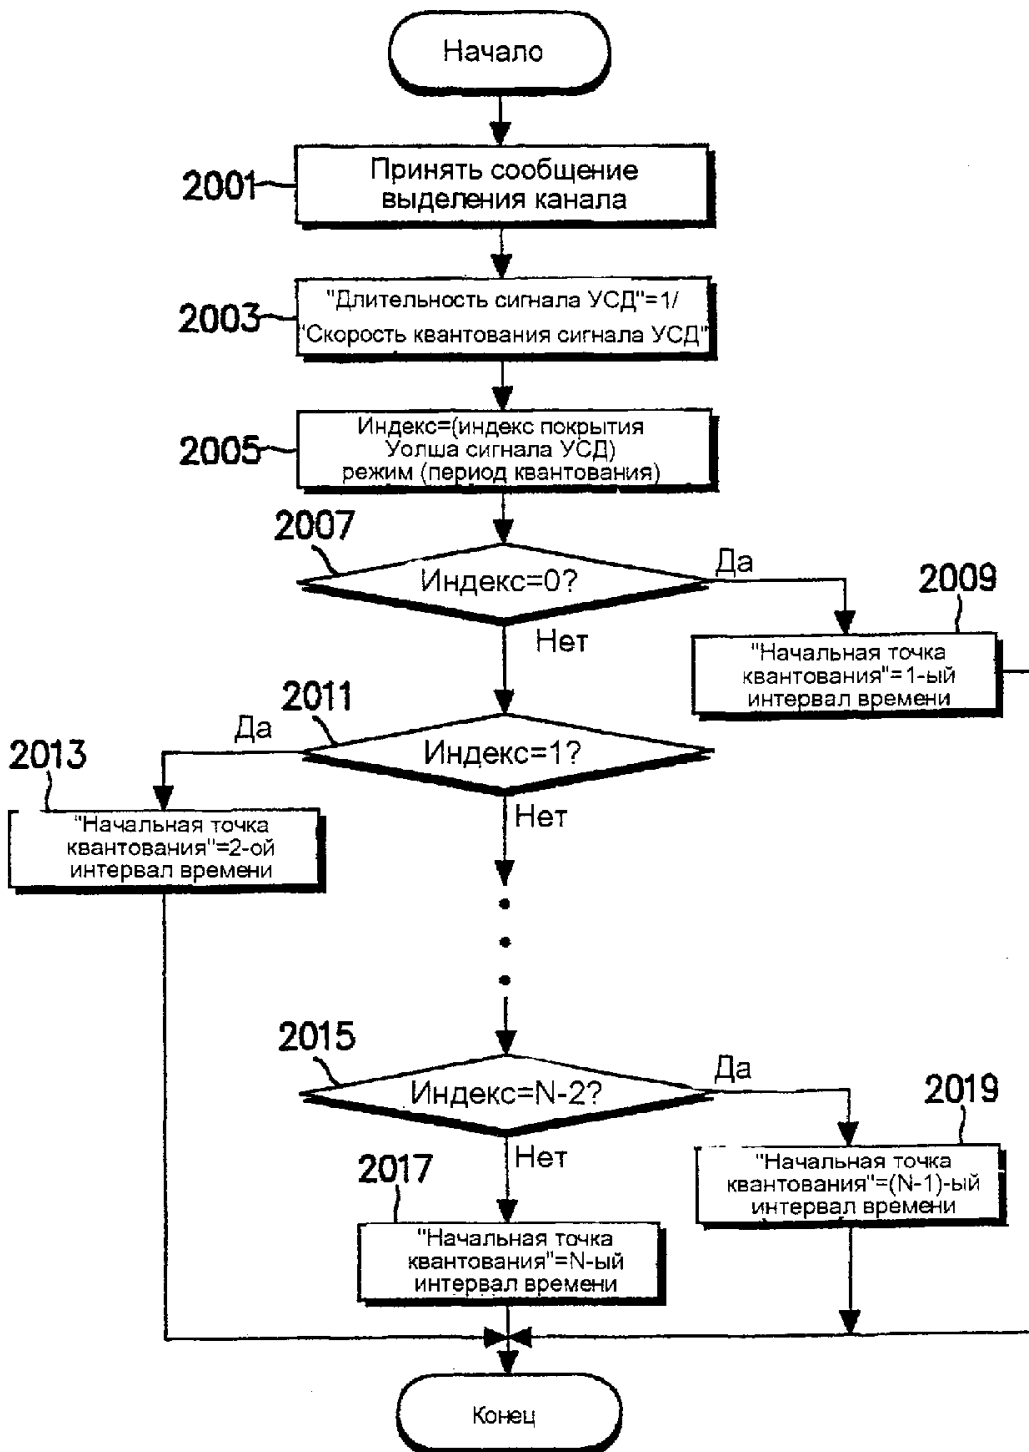 Начало
2001
Принять сообщение
выделения канала
2003
"Длительность сигнала УСД"=1/
"Скорость квантования сигнала УСД"
2005
Индекс=(индекс покрытия
Уолша сигнала УСД)
режим (период квантования)
2007
Индекс=0?
Да
Нет
2009
"Начальная точка
квантования"=1-ый
интервал времени
2011
Индекс=1?
Да
Нет
2013
"Начальная точка
квантования"=2-ой
интервал времени
2015
Индекс=N-2?
Да
Нет
2019
"Начальная точка
квантования"=(N-1)-ый
интервал времени
2017
"Начальная точка
квантования"=N-ый
интервал времени
Конец